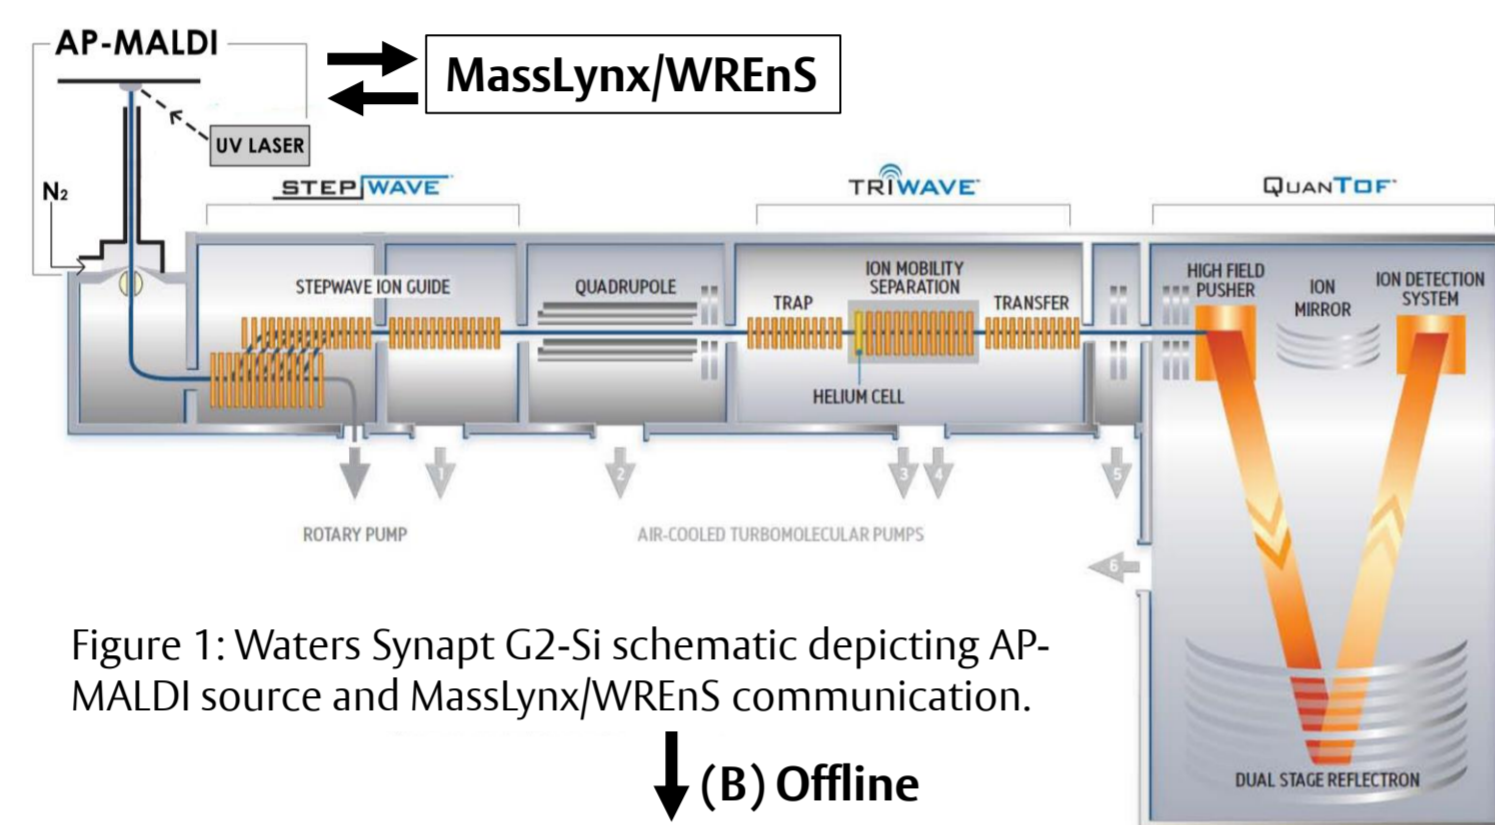 AP-MALDI
MassLynx/WREnS
UV LASER
N₂
STEPWAVE
TRIWAVE
QUANTOF
STEPWAVE ION GUIDE
QUADRUPOLE
TRAP
ION MOBILITY
SEPARATION
TRANSFER
HELIUM CELL
HIGH FIELD
PUSHER
ION
MIRROR
ION DETECTION
SYSTEM
1
2
3
4
5
ROTARY PUMP
AIR-COOLED TURBOMOLECULAR PUMPS
6
Figure 1: Waters Synapt G2-Si schematic depicting AP-
MALDI source and MassLynx/WREnS communication.
(B) Offline
DUAL STAGE REFLECTRON